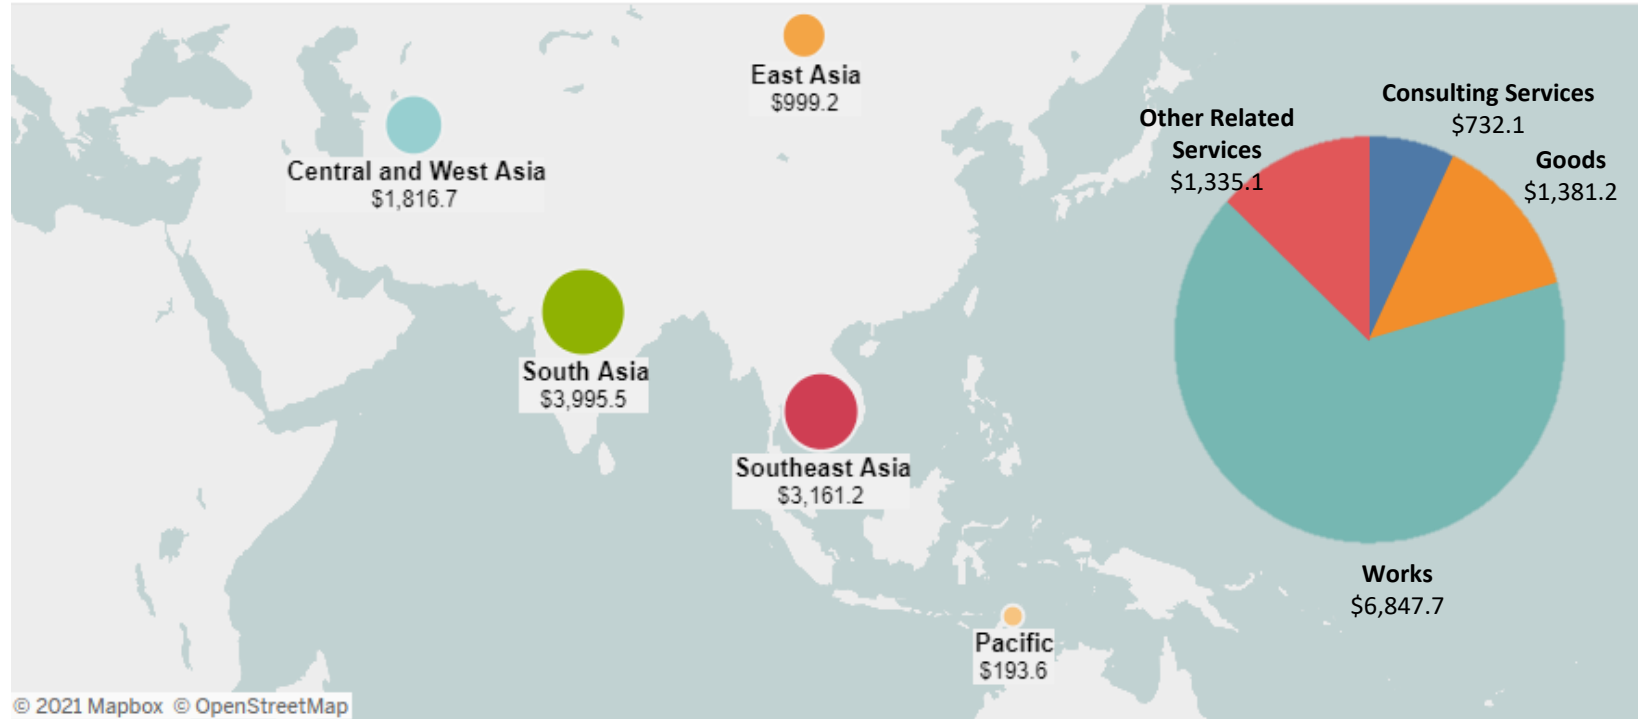 East Asia
$999.2
Central and West Asia
$1,816.7
South Asia
$3,995.5
Southeast Asia
$3,161.2
Pacific
$193.6
Consulting Services
$732.1
Other Related
Services
$1,335.1
Goods
$1,381.2
Works
$6,847.7
© 2021 Mapbox © OpenStreetMap